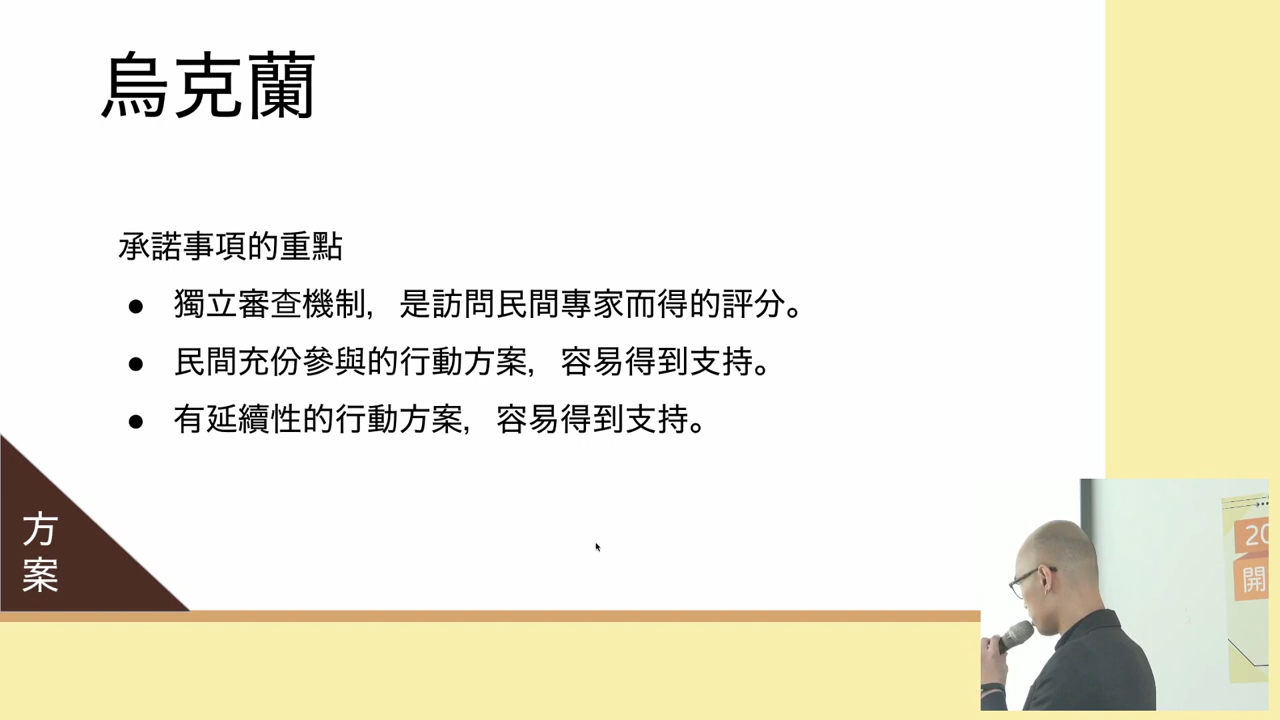 烏克蘭
承諾事項的重點
● 獨立審查機制，是訪問民間專家而得的評分。
● 民間充份參與的行動方案，容易得到支持。
● 有延續性的行動方案，容易得到支持。
方
案
20
開